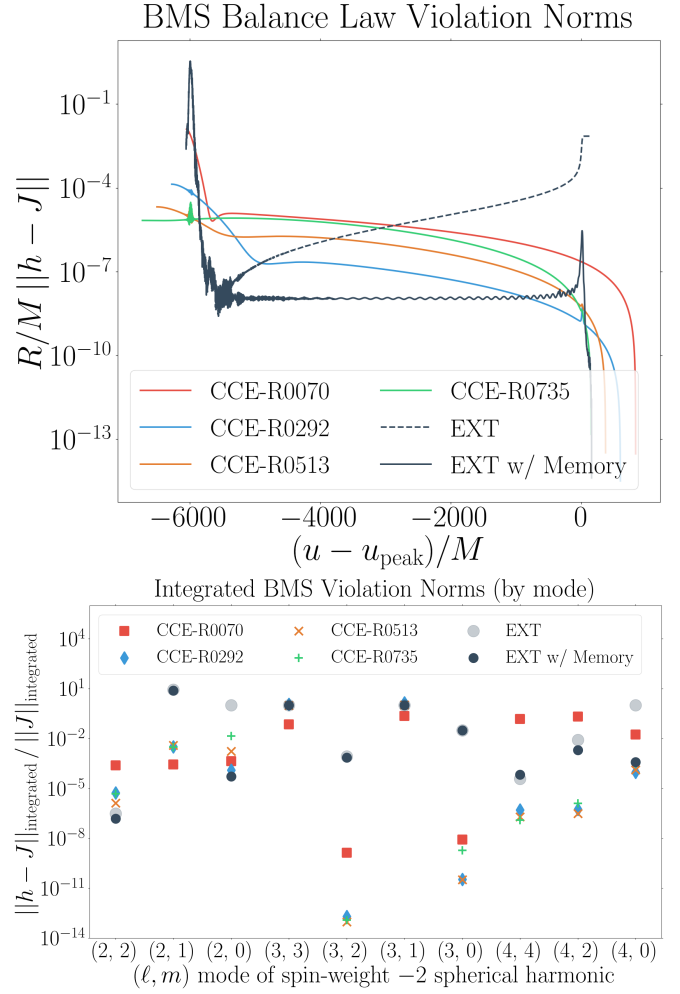 BMS Balance Law Violation Norms
R/M ||h − J||
10⁻¹
10⁻⁴
10⁻⁷
10⁻¹⁰
10⁻¹³
CCE-R0070
CCE-R0292
CCE-R0513
CCE-R0735
EXT
EXT w/ Memory
−6000 −4000 −2000 0
(u − u_peak)/M
Integrated BMS Violation Norms (by mode)
||h − J||_integrated / ||J||_integrated
10⁴
10¹
10⁻²
10⁻⁵
10⁻⁸
10⁻¹¹
10⁻¹⁴
CCE-R0070
CCE-R0292
CCE-R0513
CCE-R0735
EXT
EXT w/ Memory
(2, 2) (2, 1) (2, 0) (3, 3) (3, 2) (3, 1) (3, 0) (4, 4) (4, 2) (4, 0)
(ℓ, m) mode of spin-weight −2 spherical harmonic